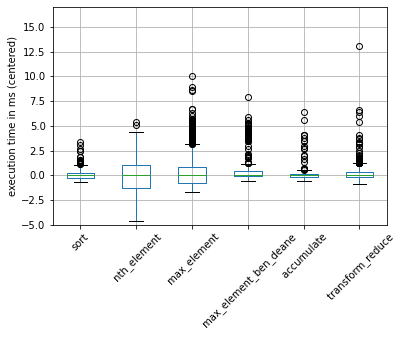 execution time in ms (centered)
15.0
12.5
10.0
7.5
5.0
2.5
0.0
−2.5
−5.0
sort
nth_element
max_element
max_element_ben_deane
accumulate
transform_reduce